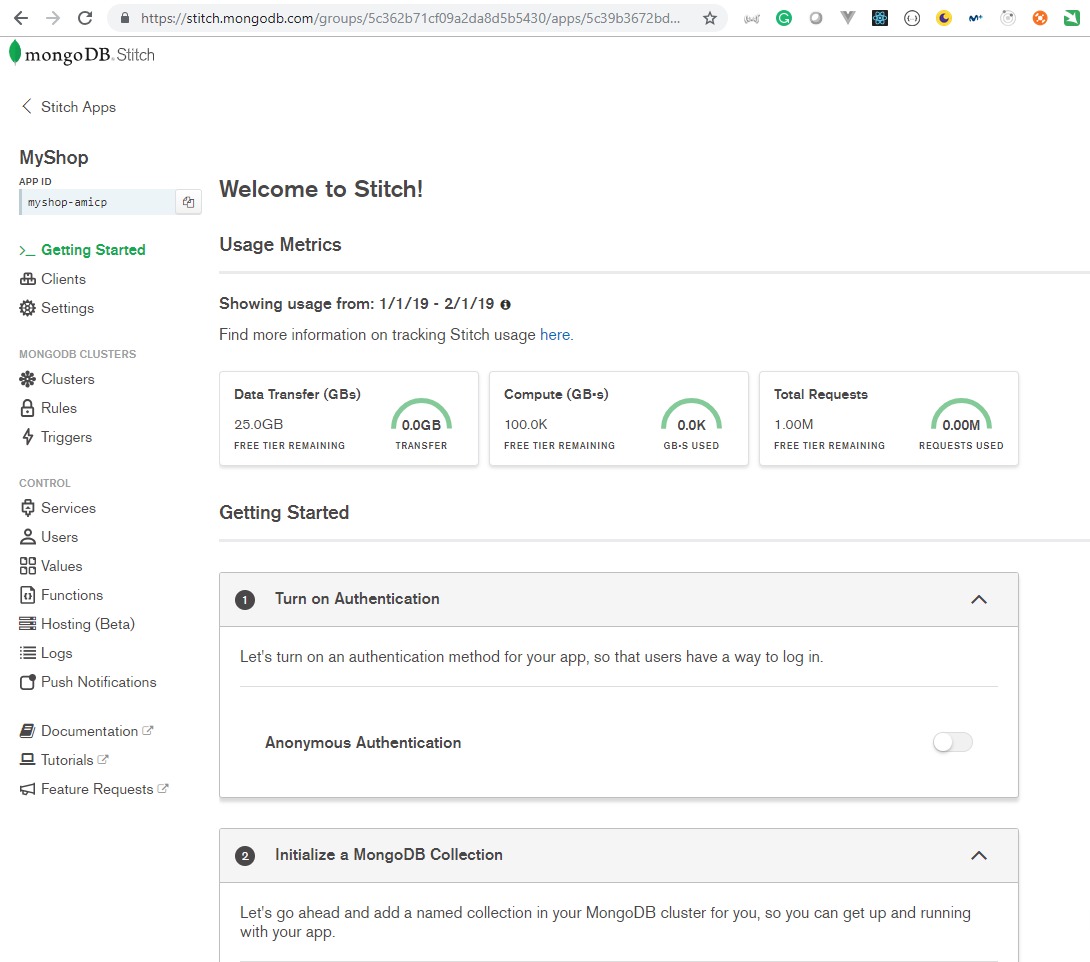 https://stitch.mongodb.com/groups/5c362b71cf09a2da8d5b5430/apps/5c39b3672bd...
mongoDB. Stitch
Stitch Apps
MyShop
APP ID
myshop-amicp
Getting Started
Clients
Settings
MONGODB CLUSTERS
Clusters
Rules
Triggers
CONTROL
Services
Users
Values
Functions
Hosting (Beta)
Logs
Push Notifications
Documentation
Tutorials
Feature Requests
Welcome to Stitch!
Usage Metrics
Showing usage from: 1/1/19 - 2/1/19
Find more information on tracking Stitch usage here.
Data Transfer (GBs)
25.0GB
FREE TIER REMAINING
0.0GB
TRANSFER
Compute (GB•s)
100.0K
FREE TIER REMAINING
0.0K
GB•S USED
Total Requests
1.00M
FREE TIER REMAINING
0.00M
REQUESTS USED
Getting Started
1 Turn on Authentication
Let's turn on an authentication method for your app, so that users have a way to log in.
Anonymous Authentication
2 Initialize a MongoDB Collection
Let's go ahead and add a named collection in your MongoDB cluster for you, so you can get up and running
with your app.